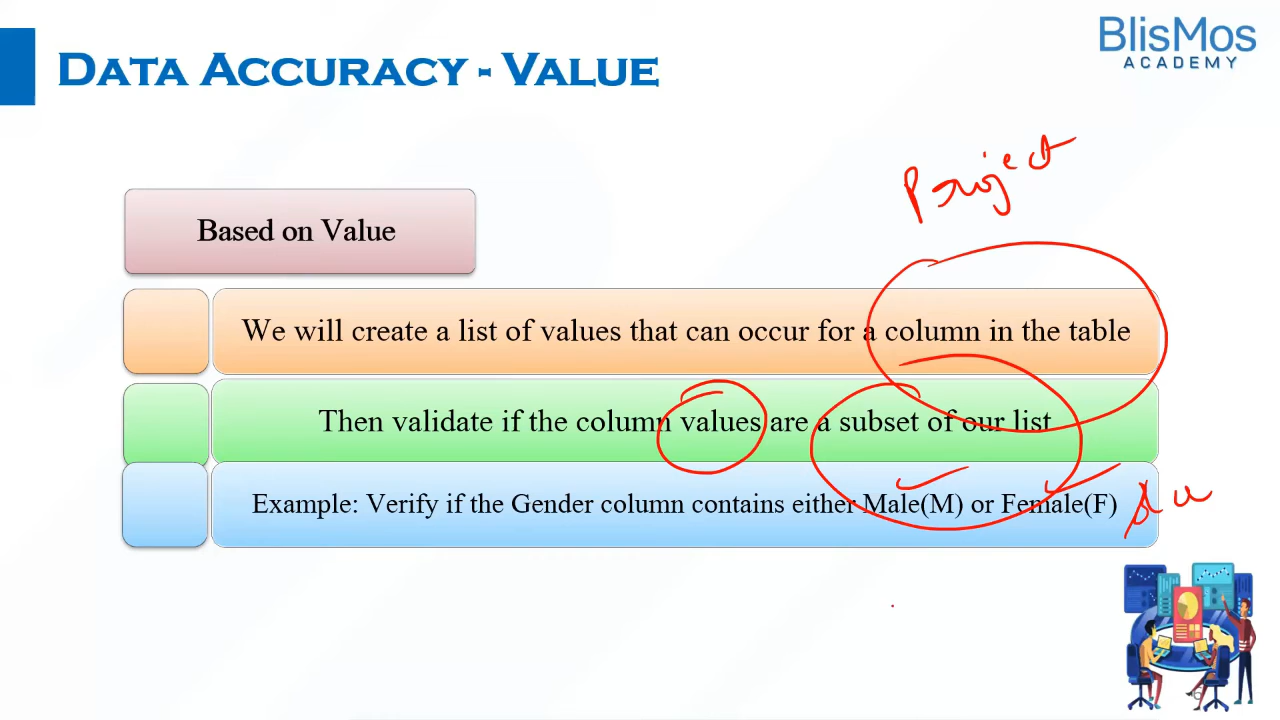 BlisMos
ACADEMY
DATA ACCURACY - VALUE
Project
Based on Value
We will create a list of values that can occur for a column in the table
Then validate if the column values are a subset of our list
Example: Verify if the Gender column contains either Male(M) or Female(F)